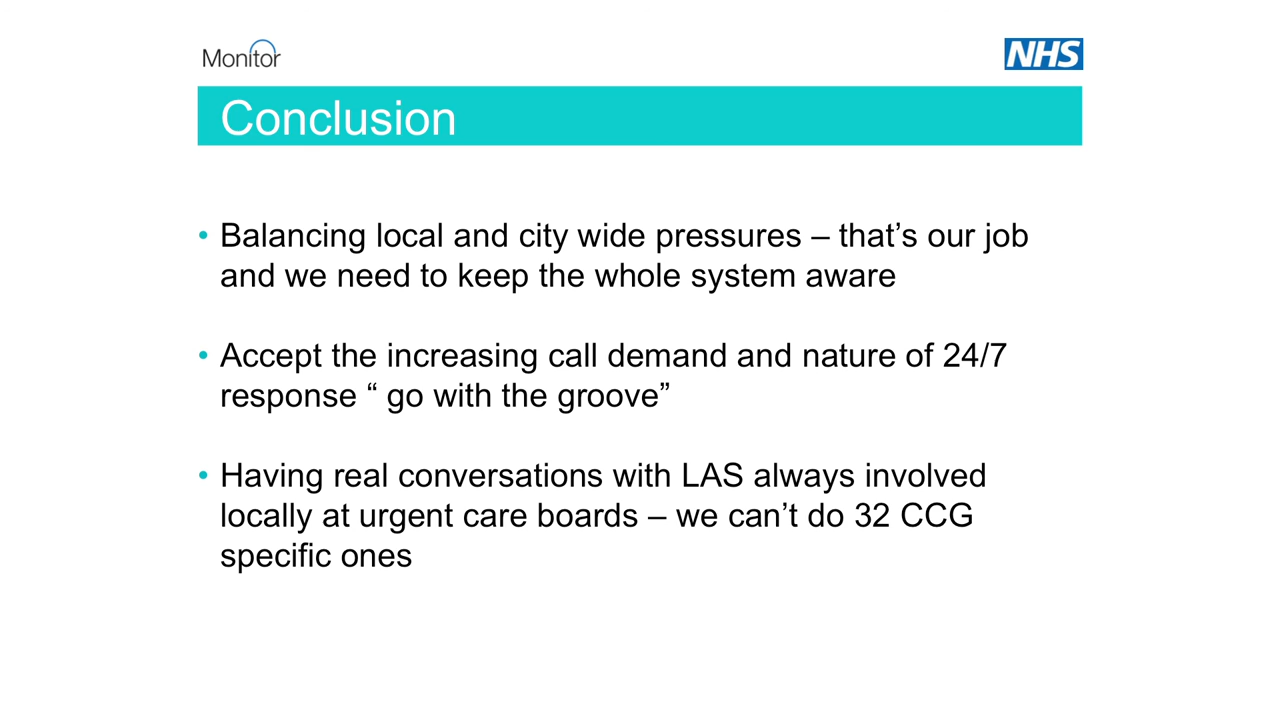 Monitor
NHS
Conclusion
• Balancing local and city wide pressures – that’s our job
and we need to keep the whole system aware
• Accept the increasing call demand and nature of 24/7
response “ go with the groove”
• Having real conversations with LAS always involved
locally at urgent care boards – we can’t do 32 CCG
specific ones